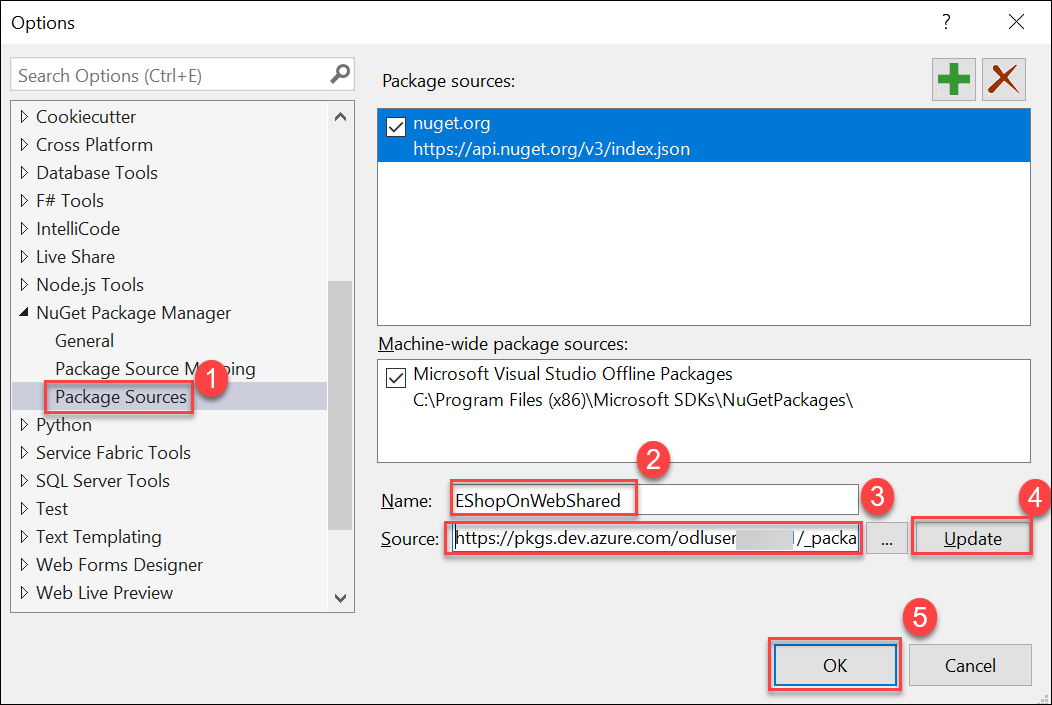 Options
?
Search Options (Ctrl+E)
Cookiecutter
Cross Platform
Database Tools
F# Tools
IntelliCode
Live Share
Node.js Tools
NuGet Package Manager
General
Package Source M pping
1
Package Sources
Python
Service Fabric Tools
SQL Server Tools
Test
Text Templating
Web Forms Designer
Web Live Preview
Package sources:
nuget.org
https://api.nuget.org/v3/index.json
Machine-wide package sources:
Microsoft Visual Studio Offline Packages
C:\Program Files (x86)\Microsoft SDKs\NuGetPackages\
2
Name: EShopOnWebShared
3
4
Source: https://pkgs.dev.azure.com/odluser /_packa ... Update
5
OK Cancel